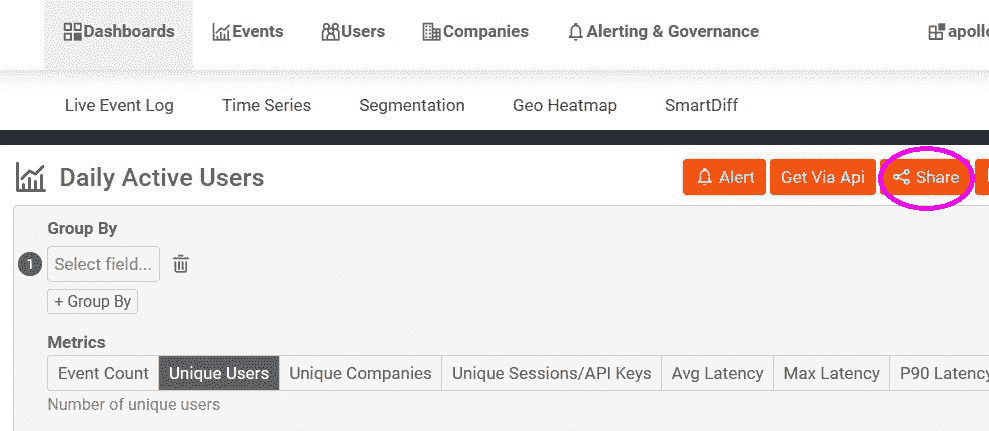 Dashboards Events Users Companies Alerting & Governance
Live Event Log Time Series Segmentation Geo Heatmap SmartDiff
Daily Active Users Alert Get Via Api Share
Group By
1 Select field...
+ Group By
Metrics
Event Count Unique Users Unique Companies Unique Sessions/API Keys Avg Latency Max Latency P90 Latency
Number of unique users